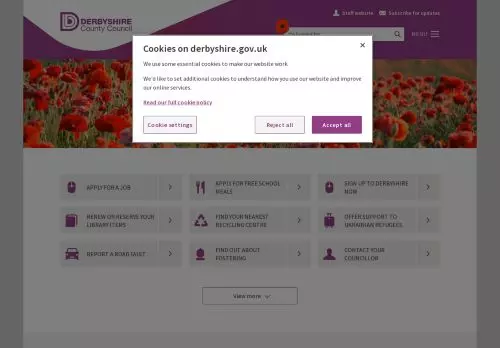 DERBYSHIRE
County Council
Staff website
Subscribe for updates
MENU
Cookies on derbyshire.gov.uk
We use some essential cookies to make our website work.
We'd like to set additional cookies to understand how you use our website and improve
our online services.
Read our full cookie policy
Cookie settings
Reject all
Accept all
APPLY FOR A JOB
APPLY FOR FREE SCHOOL
MEALS
SIGN UP TO DERBYSHIRE
NOW
RENEW OR RESERVE YOUR
LIBRARY ITEMS
FIND YOUR NEAREST
RECYCLING CENTRE
OFFER SUPPORT TO
UKRAINIAN REFUGEES
REPORT A ROAD FAULT
FIND OUT ABOUT
FOSTERING
CONTACT YOUR
COUNCILLOR
View more